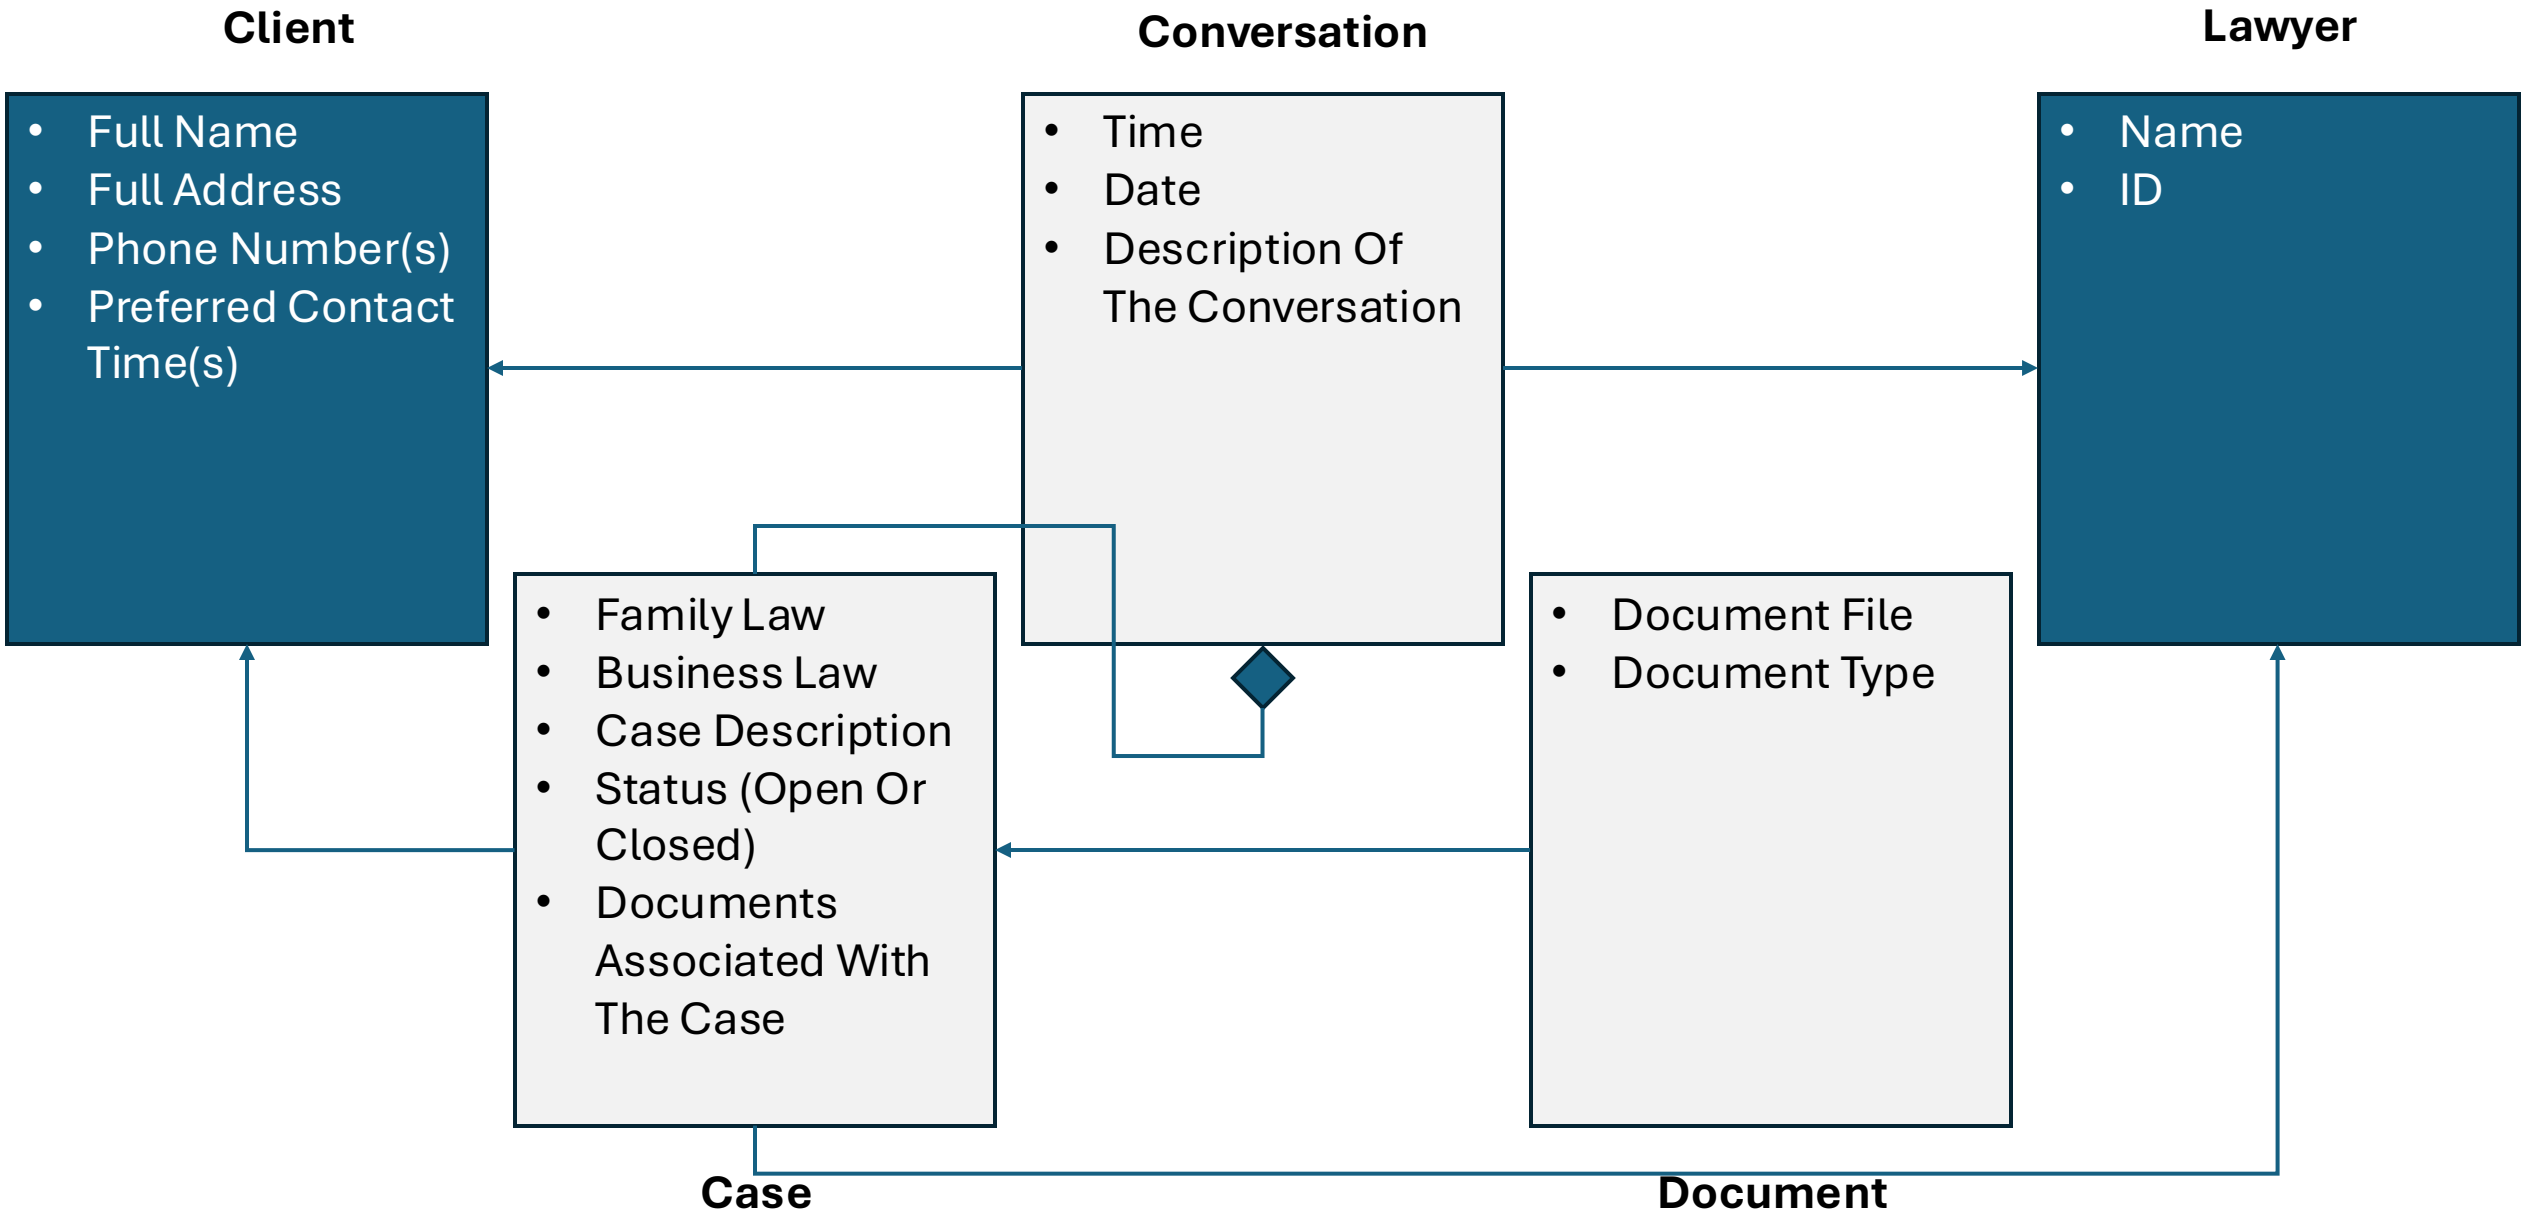 Client
• Full Name
• Full Address
• Phone Number(s)
• Preferred Contact
Time(s)
Conversation
• Time
• Date
• Description Of
The Conversation
Lawyer
• Name
• ID
• Family Law
• Business Law
• Case Description
• Status (Open Or
Closed)
• Documents
Associated With
The Case
Case
• Document File
• Document Type
Document